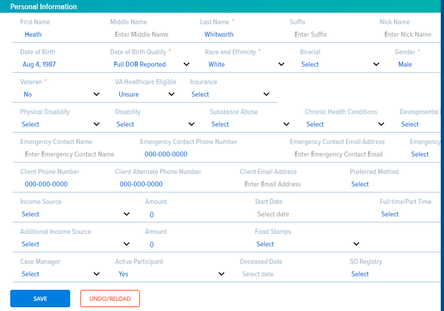 Personal Information
First Name Middle Name Last Name * Suffix Nick Name
Heath Enter Middle Name Whitworth Enter Suffix Enter Nick Name
Date of Birth Date of Birth Quality * Race and Ethnicity * Biracial Gender *
Aug 4, 1987 Full DOB Reported White Select Male
Veteran * VA Healthcare Eligible Insurance
No Unsure Select
Physical Disability Disability Substance Abuse Chronic Health Conditions Devlopmental
Select Select Select Select Select
Emergency Contact Name Emergency Contact Phone Number Emergency Contact Email Address Emergency
Enter Emergency Contact Name 000-000-0000 Enter Emergency Contact Email Select
Client Phone Number Client Alternate Phone Number Client Email Address Preferred Method
000-000-0000 000-000-0000 Enter Email Address Select
Income Source Amount Start Date Full time/Part Time
Select 0 Select date Select
Additional Income Source Amount Food Stamps
Select 0 Select
Case Manager Active Participant Deceased Date SO Registry
Select Yes Select date Select
SAVE UNDO/RELOAD